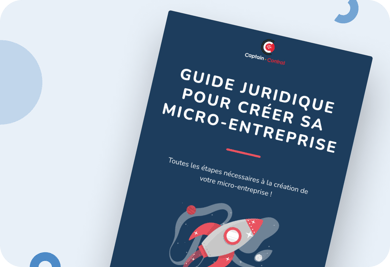 Captain Contrat
GUIDE JURIDIQUE
POUR CRÉER SA
MICRO-ENTREPRISE
Toutes les étapes nécessaires à la création de
votre micro-entreprise !